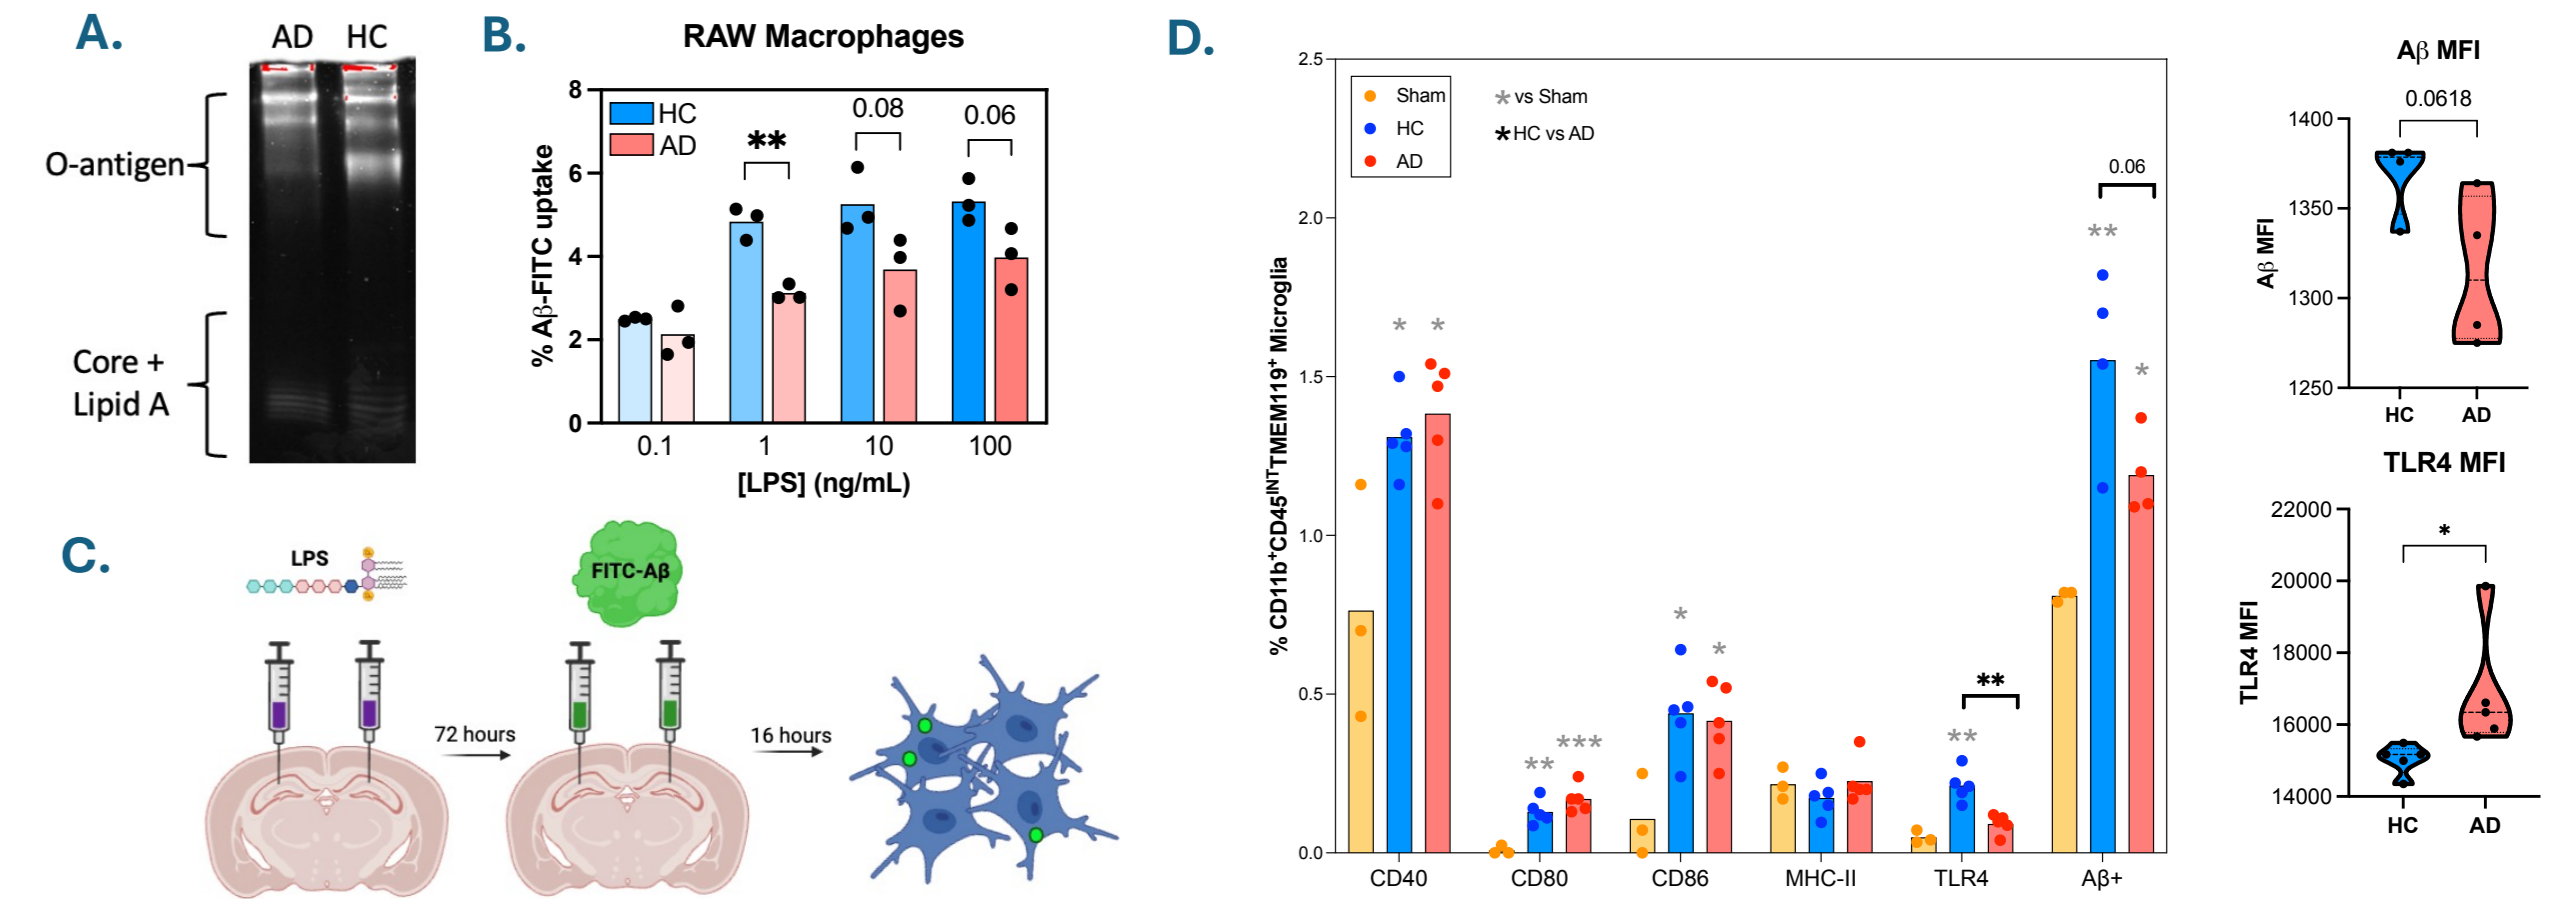 A.
AD HC
O-antigen
Core +
Lipid A
B.
RAW Macrophages
% Aβ-FITC uptake
8
6
4
2
0
HC
AD
**
0.08
0.06
0.1 1 10 100
[LPS] (ng/mL)
C.
LPS
72 hours
FITC-Aβ
16 hours
D.
% CD11b+CD45INTTMEM119+ Microglia
2.5
2.0
1.5
1.0
0.5
0.0
Sham
HC
AD
* vs Sham
* HC vs AD
* *
** ***
* *
** **
** *
0.06
CD40 CD80 CD86 MHC-II TLR4 Aβ+
Aβ MFI
0.0618
Aβ MFI
1400
1350
1300
1250
HC AD
TLR4 MFI
*
TLR4 MFI
22000
20000
18000
16000
14000
HC AD